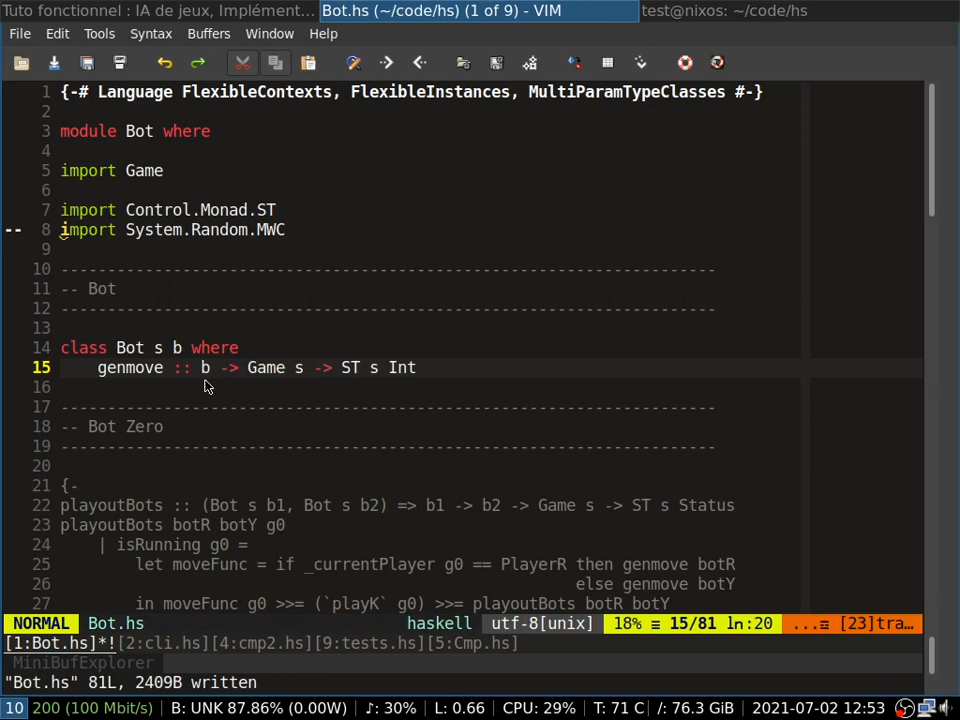 Tuto fonctionnel : IA de jeux, Implément... Bot.hs (~/code/hs) (1 of 9) - VIM test@nixos: ~/code/hs
File Edit Tools Syntax Buffers Window Help
1 {-# Language FlexibleContexts, FlexibleInstances, MultiParamTypeClasses #-}
2
3 module Bot where
4
5 import Game
6
7 import Control.Monad.ST
-- 8 import System.Random.MWC
9
10 ----------------------------------------------------------------------
11 -- Bot
12 ----------------------------------------------------------------------
13
14 class Bot s b where
15 genmove :: b -> Game s -> ST s Int
16
17 ----------------------------------------------------------------------
18 -- Bot Zero
19 ----------------------------------------------------------------------
20
21 {-
22 playoutBots :: (Bot s b1, Bot s b2) => b1 -> b2 -> Game s -> ST s Status
23 playoutBots botR botY g0
24 | isRunning g0 =
25 let moveFunc = if _currentPlayer g0 == PlayerR then genmove botR
26 else genmove botY
27 in moveFunc g0 >>= (`playK` g0) >>= playoutBots botR botY
NORMAL Bot.hs haskell utf-8[unix] 18% ≡ 15/81 ln:20 ...≡ [23]tra...
[1:Bot.hs]*![2:cli.hs][4:cmp2.hs][9:tests.hs][5:Cmp.hs]
MiniBufExplorer
"Bot.hs" 81L, 2409B written
10 200 (100 Mbit/s) B: UNK 87.86% (0.00W) ♪: 30% L: 0.66 CPU: 29% T: 71 C /: 76.3 GiB 2021-07-02 12:53